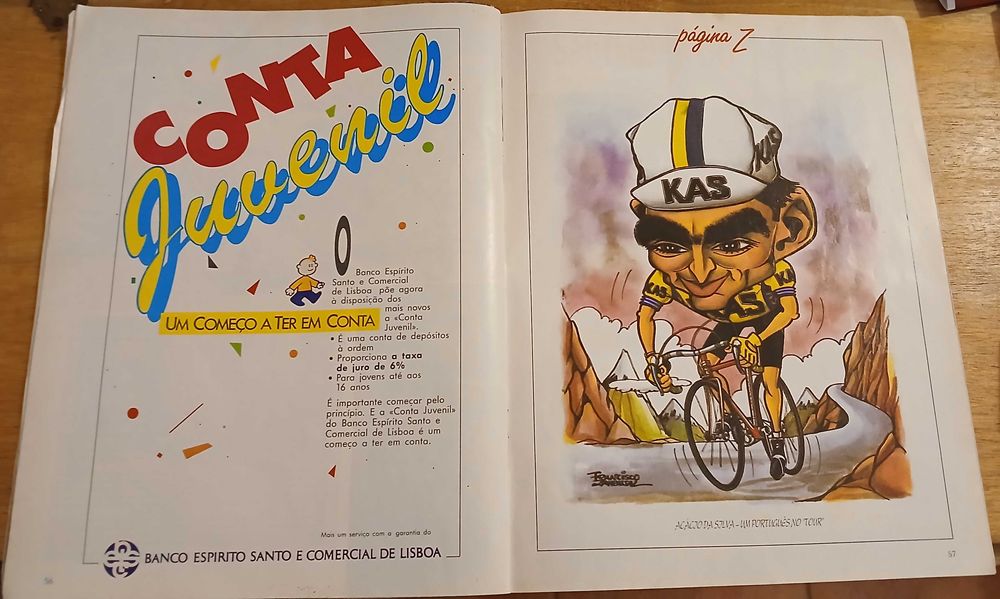 CONTA
Juvenil
O Banco Espírito
Santo e Comercial
de Lisboa põe agora
à disposição dos
mais novos
a «Conta
Juvenil».
UM COMEÇO A TER EM CONTA
• É uma conta de depósitos
à ordem
• Proporciona a taxa
de juro de 6%
• Para jovens até aos
16 anos
É importante começar pelo
princípio. E a «Conta Juvenil»
do Banco Espírito Santo e
Comercial de Lisboa é um
começo a ter em conta.
Mais um serviço com a garantia do
BANCO ESPIRITO SANTO E COMERCIAL DE LISBOA
56
página Z
KAS
KAS
KAS
KAS
FRANCISCO
ACÁCIO DA SILVA – UM PORTUGUÊS NO "TOUR"
57